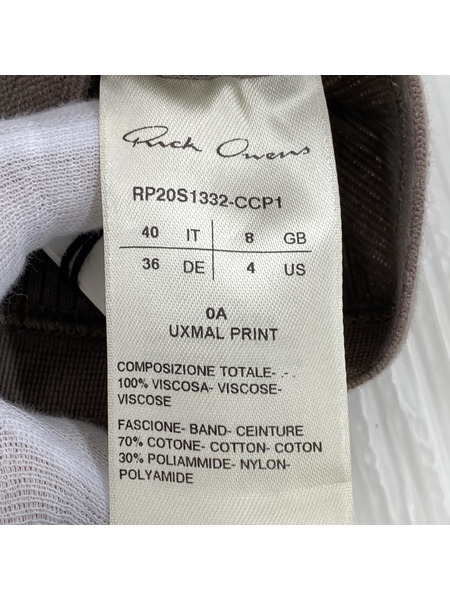 Rick Owens
RP20S1332-CCP1
40 IT 8 GB
36 DE 4 US
0A
UXMAL PRINT
COMPOSIZIONE TOTALE- .- .
100% VISCOSA- VISCOSE-
VISCOSE
FASCIONE- BAND- CEINTURE
70% COTONE- COTTON- COTON
30% POLIAMMIDE- NYLON-
POLYAMIDE